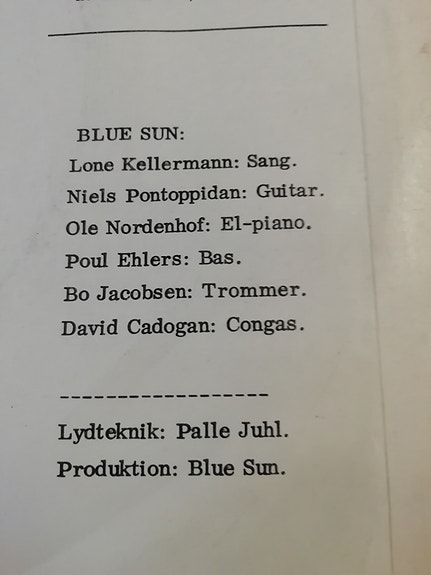 BLUE SUN:
Lone Kellermann: Sang.
Niels Pontoppidan: Guitar.
Ole Nordenhof: El-piano.
Poul Ehlers: Bas.
Bo Jacobsen: Trommer.
David Cadogan: Congas.
------------------
Lydteknik: Palle Juhl.
Produktion: Blue Sun.